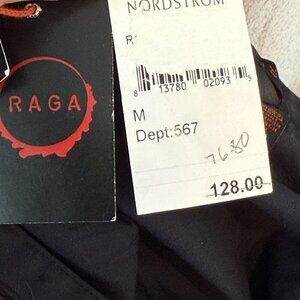 NORDSTROM
RAGA
R
8 13780 02093 5
M
Dept:567
76.80
128.00